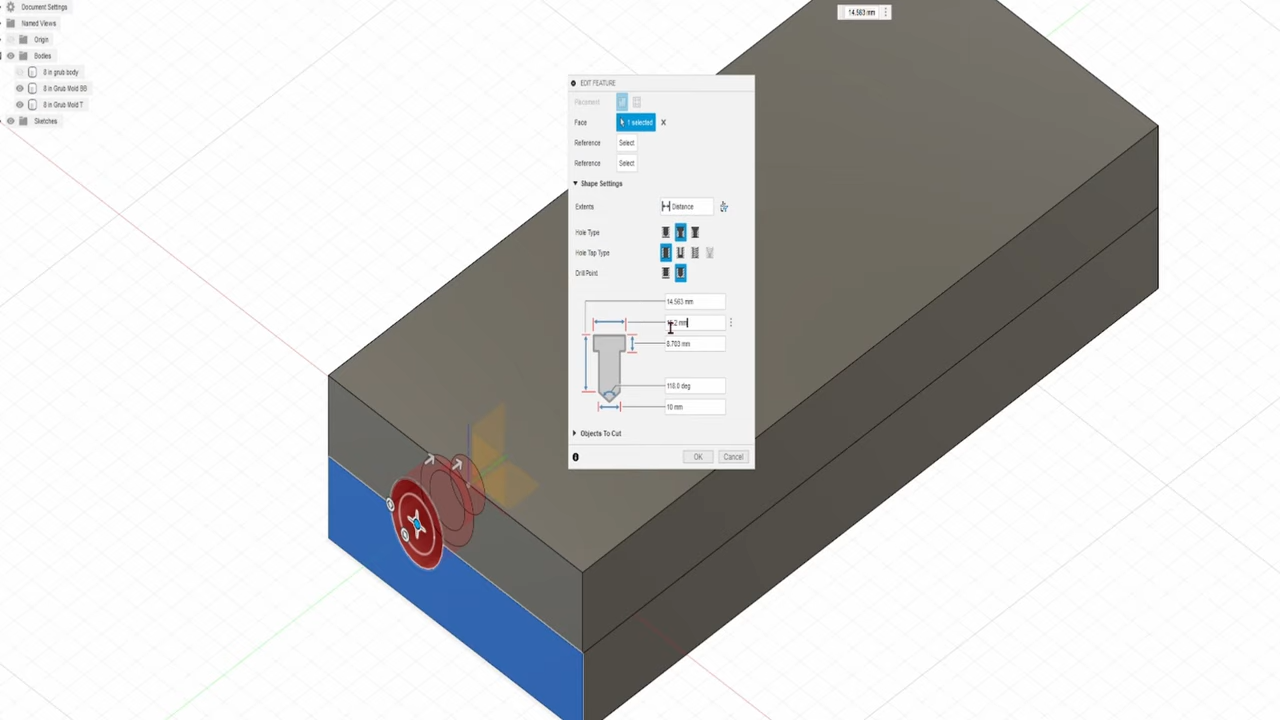 Document Settings
14.563 mm
Named Views
Origin
Bodies
8 in grub body
8 in Grub Mold BB
8 in Grub Mold T
Sketches
EDIT FEATURE
Placement
Face
1 selected
X
Reference
Select
Reference
Select
Shape Settings
Extents
Distance
Hole Type
Hole Tap Type
Drill Point
14.563 mm
mm
8.703 mm
118.0 deg
10 mm
Objects To Cut
OK
Cancel